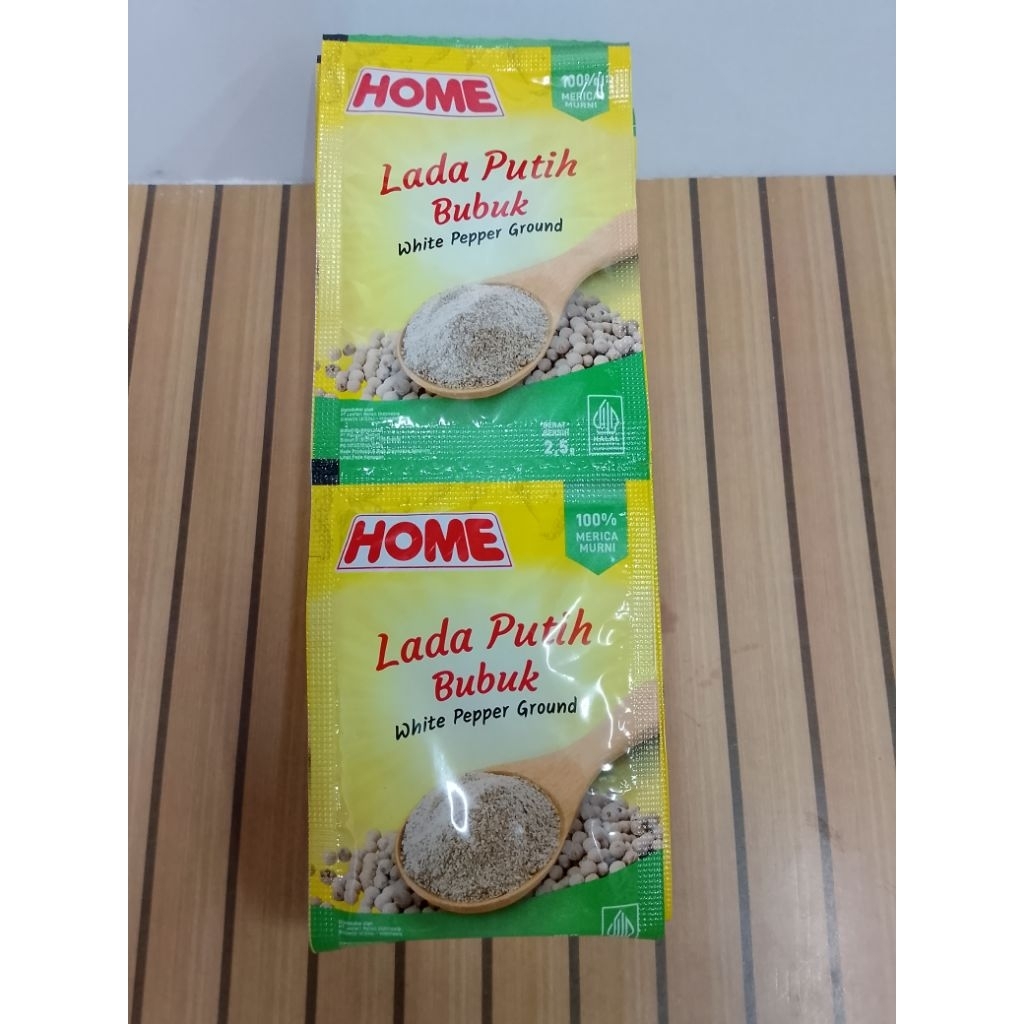 HOME
100%
MERICA
MURNI
Lada Putih
Bubuk
White Pepper Ground
BERAT
BERSIH
2,5g
HALAL
HOME
100%
MERICA
MURNI
Lada Putih
Bubuk
White Pepper Ground